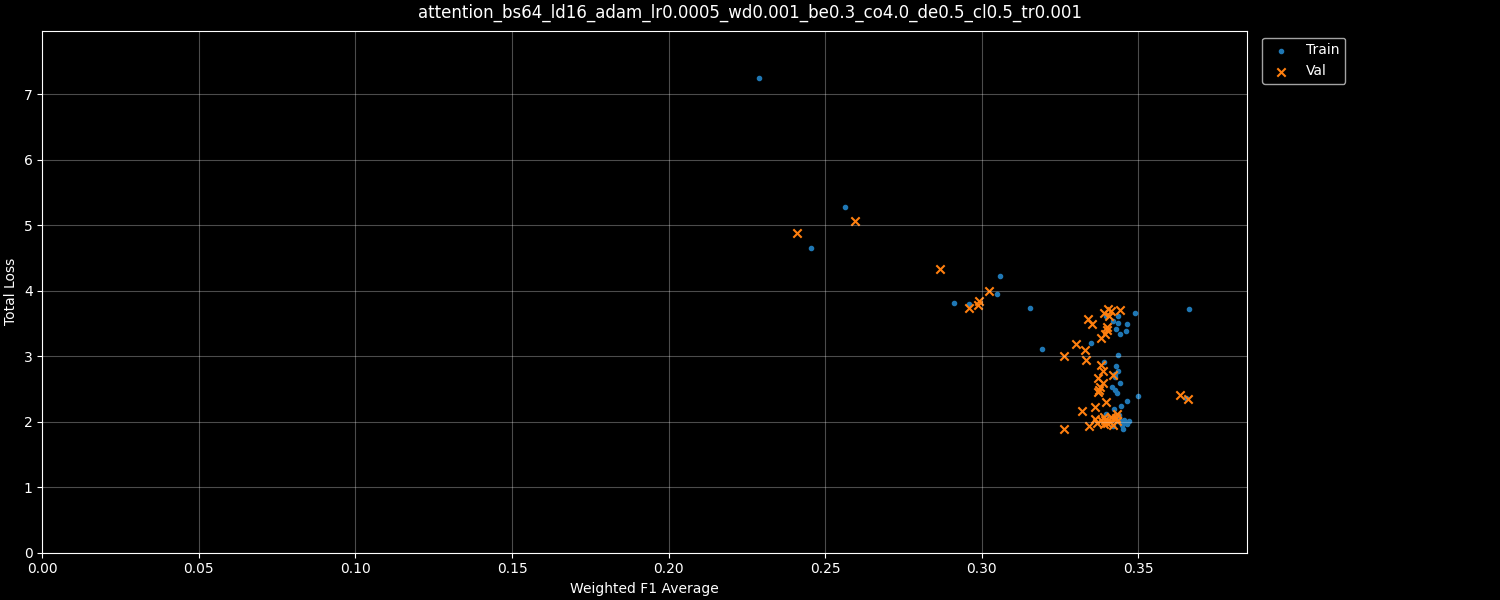 attention_bs64_ld16_adam_lr0.0005_wd0.001_be0.3_co4.0_de0.5_cl0.5_tr0.001
Train
Val
7
6
5
4
3
2
1
0
Total Loss
0.00 0.05 0.10 0.15 0.20 0.25 0.30 0.35
Weighted F1 Average